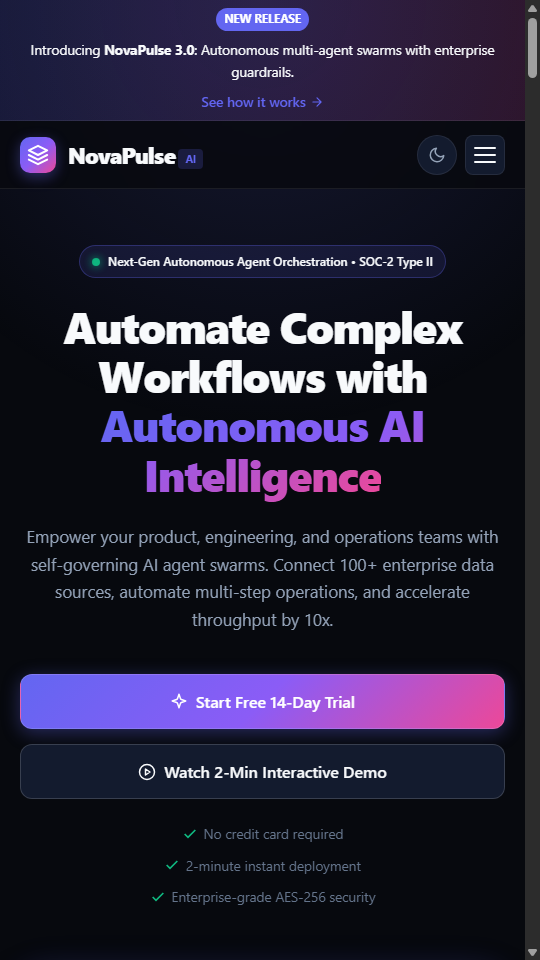 NEW RELEASE
Introducing NovaPulse 3.0: Autonomous multi-agent swarms with enterprise
guardrails.
See how it works →
NovaPulse AI
Next-Gen Autonomous Agent Orchestration • SOC-2 Type II
Automate Complex
Workflows with
Autonomous AI
Intelligence
Empower your product, engineering, and operations teams with
self-governing AI agent swarms. Connect 100+ enterprise data
sources, automate multi-step operations, and accelerate
throughput by 10x.
Start Free 14-Day Trial
Watch 2-Min Interactive Demo
No credit card required
2-minute instant deployment
Enterprise-grade AES-256 security